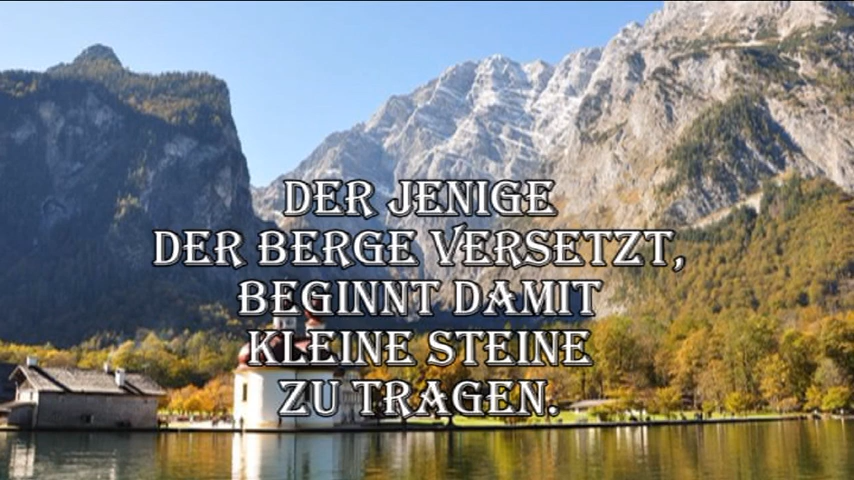 DER JENIGE
DER BERGE VERSETZT,
BEGINNT DAMIT
KLEINE STEINE
ZU TRAGEN.